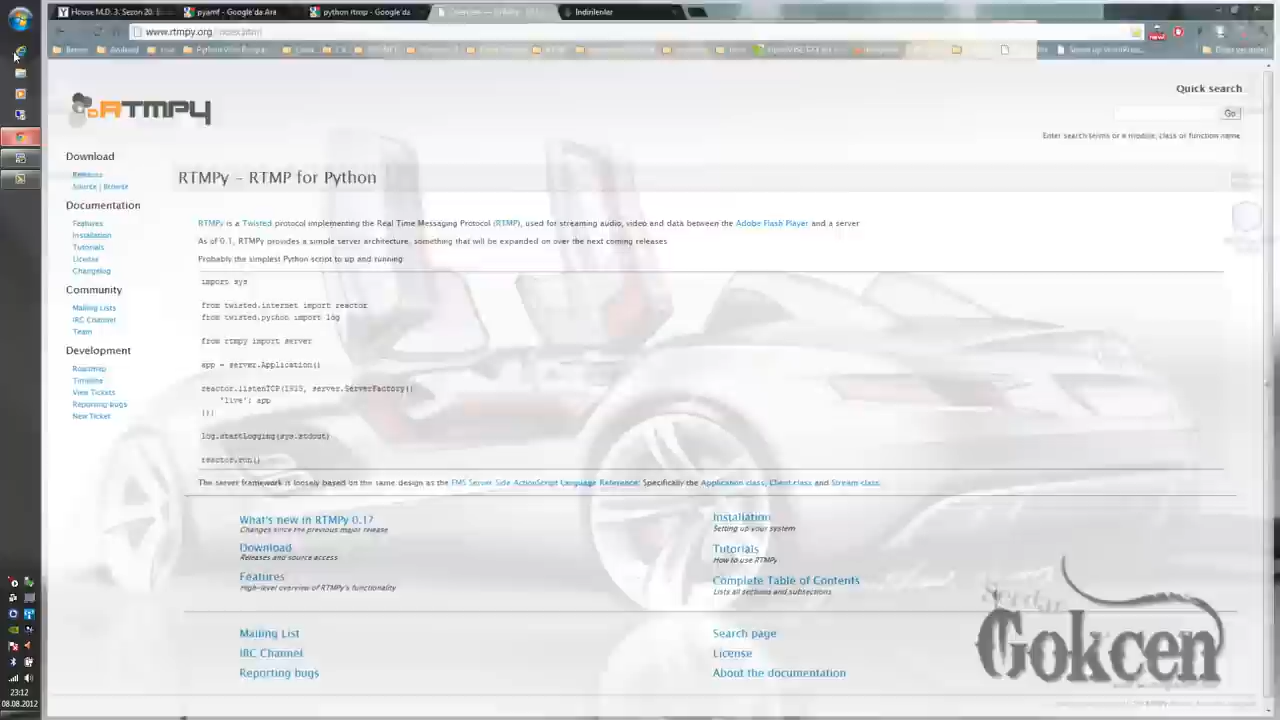 House M.D. 3. Sezon 20.
pyamf - Google'da Ara
python rtmp - Google'da
İndirilenler
www.rtmpy.org/index.html
RTMPY
Quick search
Go
Enter search terms or a module, class or function name.
Download
Releases
Source | Browse
Documentation
Features
Installation
Tutorials
License
Changelog
Community
Mailing Lists
IRC Channel
Team
Development
Roadmap
Timeline
View Tickets
Reporting bugs
New Ticket
RTMPy - RTMP for Python
RTMPy is a Twisted protocol implementing the Real Time Messaging Protocol (RTMP), used for streaming audio, video and data between the Adobe Flash Player and a server
As of 0.1, RTMPy provides a simple server architecture, something that will be expanded on over the next coming releases
Probably the simplest Python script to up and running:
import sys
from twisted.internet import reactor
from twisted.python import log
from rtmpy import server
app = server.Application()
reactor.listenTCP(1935, server.ServerFactory({
'live': app
}))
log.startLogging(sys.stdout)
reactor.run()
The server framework is loosely based on the same design as the FMS Server Side ActionScript Language Reference: Specifically the Application class, Client class and Stream class.
What's new in RTMPy 0.1?
Changes since the previous major release
Download
Releases and source access
Features
High-level overview of RTMPy's functionality
Installation
Setting up your system
Tutorials
How to use RTMPy
Complete Table of Contents
Lists all sections and subsections
Mailing List
IRC Channel
Reporting bugs
Search page
License
About the documentation
Serdar
Gokcen
23:12
08.08.2012